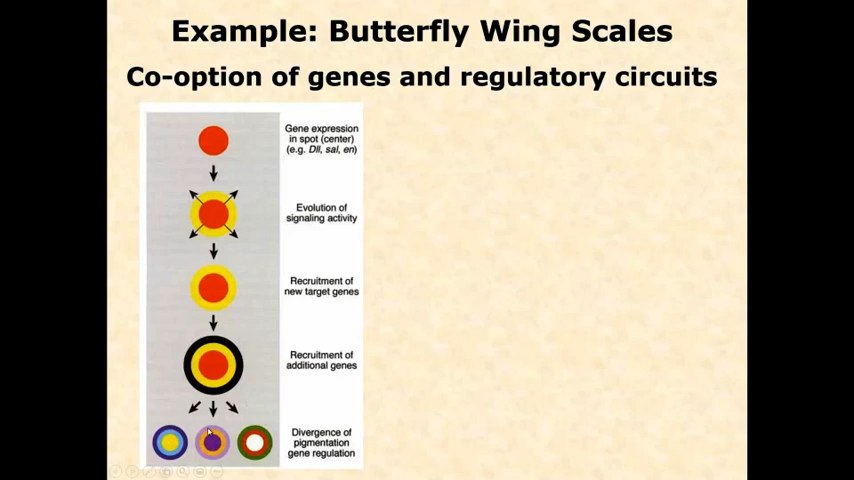 Example: Butterfly Wing Scales
Co-option of genes and regulatory circuits
Gene expression
in spot (center)
(e.g. Dll, sal, en)
Evolution of
signaling activity
Recruitment of
new target genes
Recruitment of
additional genes
Divergence of
pigmentation
gene regulation